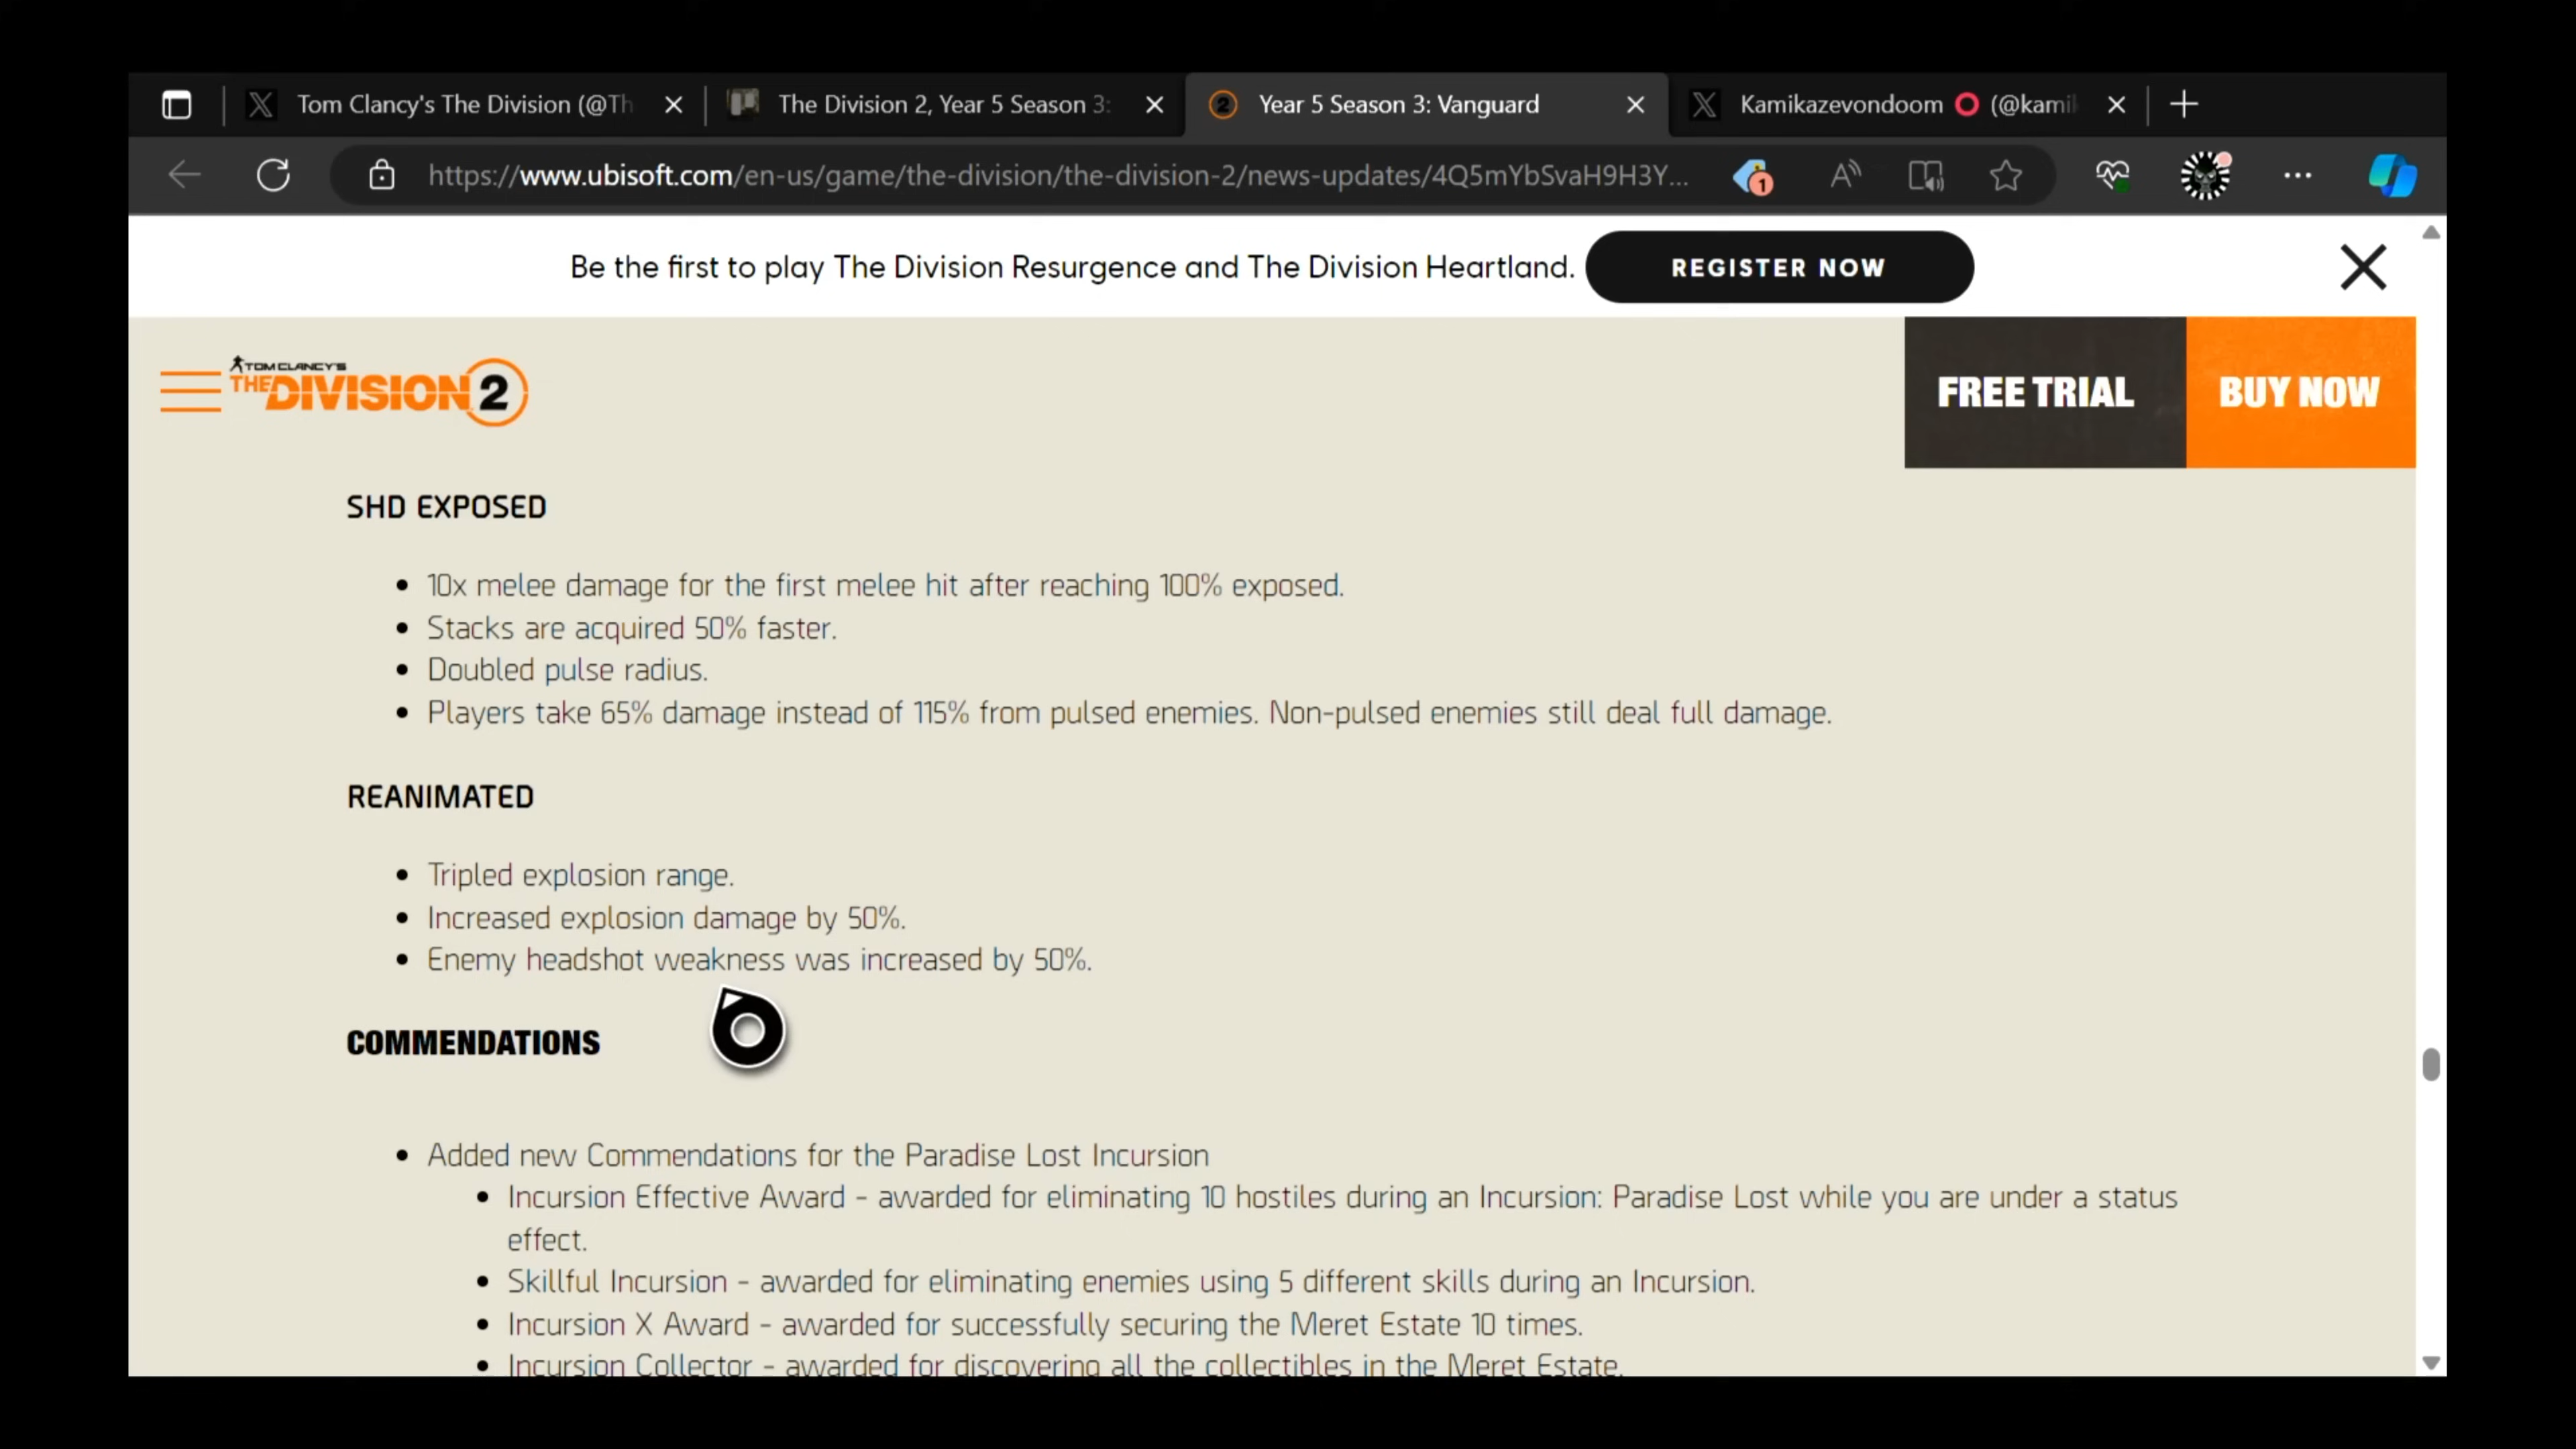 Tom Clancy's The Division (@Th
The Division 2, Year 5 Season 3:
Year 5 Season 3: Vanguard
Kamikazevondoom ⭕ (@kamik
https://www.ubisoft.com/en-us/game/the-division/the-division-2/news-updates/4Q5mYbSvaH9H3Y...
1
Be the first to play The Division Resurgence and The Division Heartland.
REGISTER NOW
TOM CLANCY'S
THE DIVISION 2
FREE TRIAL
BUY NOW
SHD EXPOSED
• 10x melee damage for the first melee hit after reaching 100% exposed.
• Stacks are acquired 50% faster.
• Doubled pulse radius.
• Players take 65% damage instead of 115% from pulsed enemies. Non-pulsed enemies still deal full damage.
REANIMATED
• Tripled explosion range.
• Increased explosion damage by 50%.
• Enemy headshot weakness was increased by 50%.
COMMENDATIONS
• Added new Commendations for the Paradise Lost Incursion
• Incursion Effective Award - awarded for eliminating 10 hostiles during an Incursion: Paradise Lost while you are under a status
effect.
• Skillful Incursion - awarded for eliminating enemies using 5 different skills during an Incursion.
• Incursion X Award - awarded for successfully securing the Meret Estate 10 times.
• Incursion Collector - awarded for discovering all the collectibles in the Meret Estate.